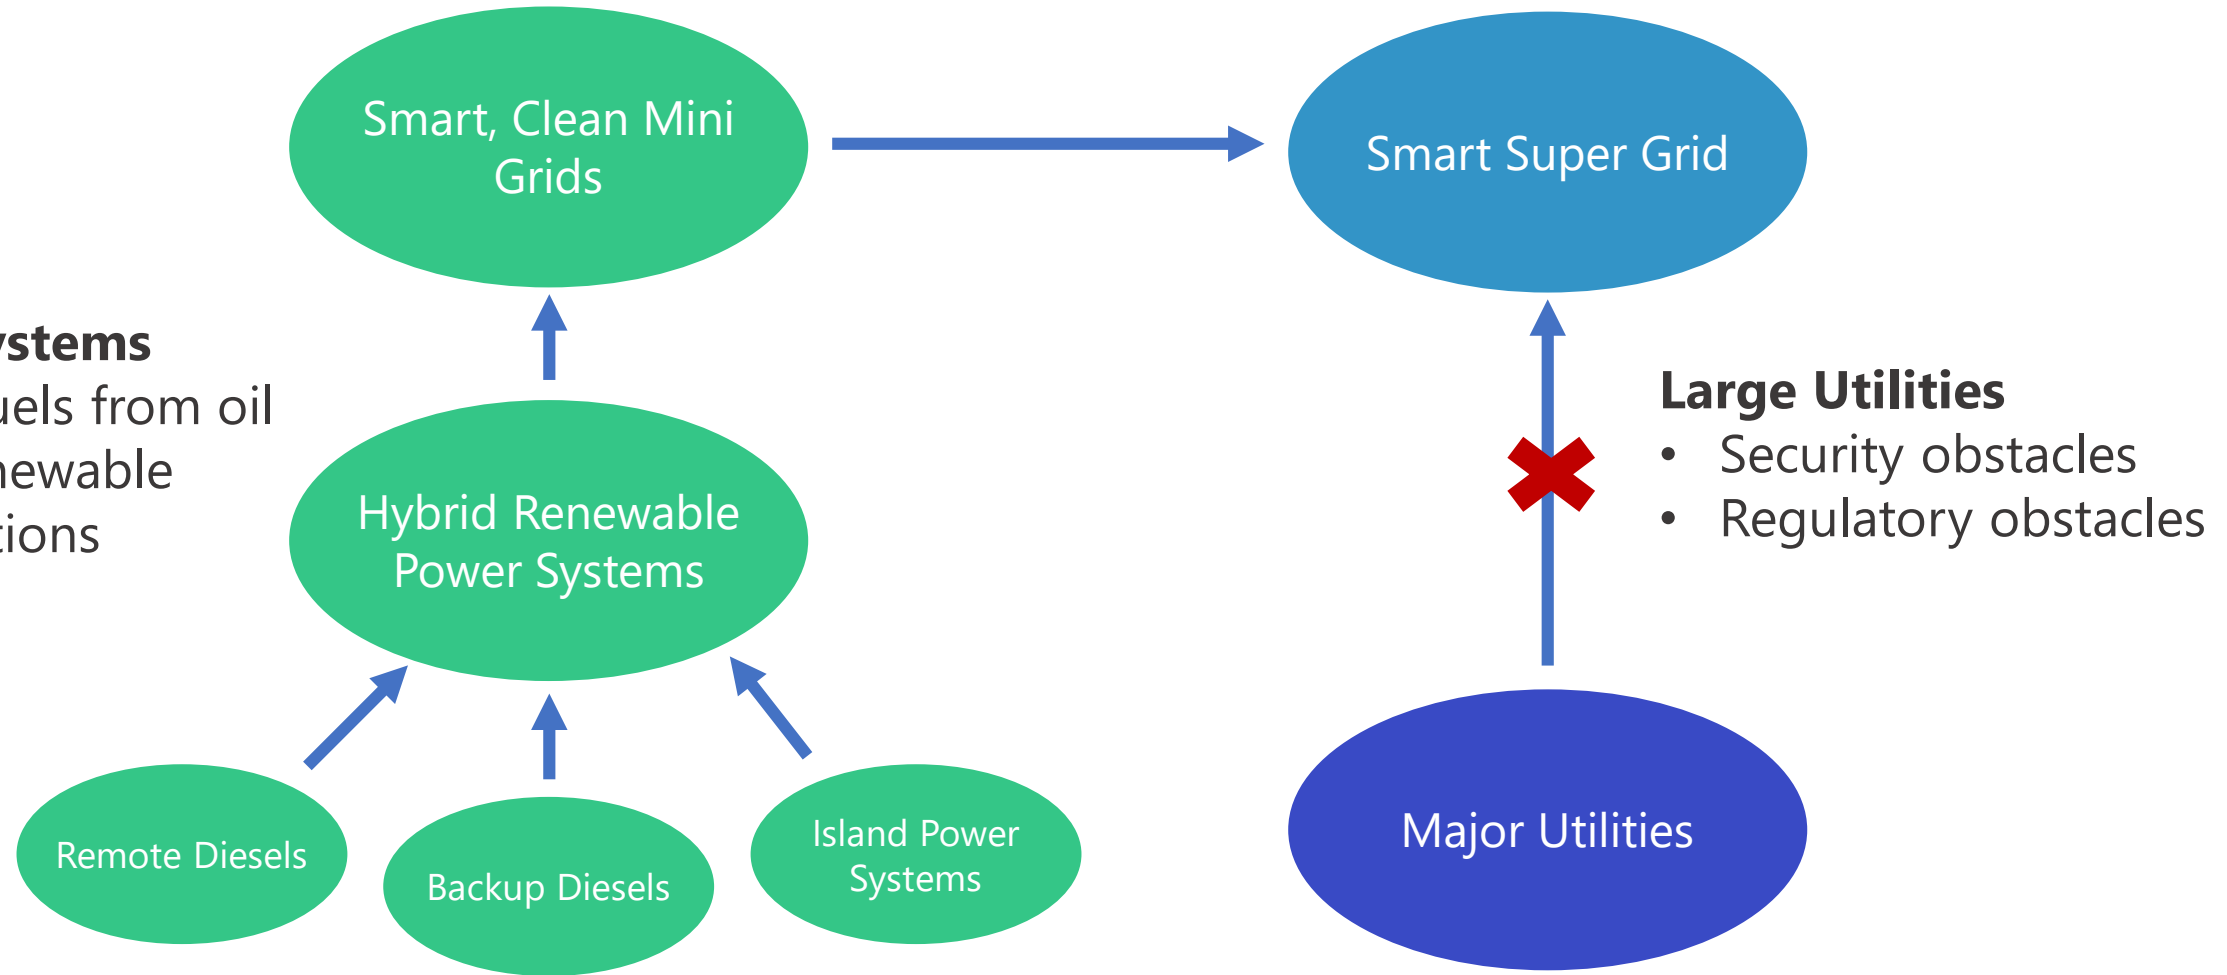 Smart, Clean Mini
Grids
Smart Super Grid
ystems
uels from oil
newable
tions
Large Utilities
• Security obstacles
• Regulatory obstacles
Hybrid Renewable
Power Systems
Remote Diesels
Backup Diesels
Island Power
Systems
Major Utilities